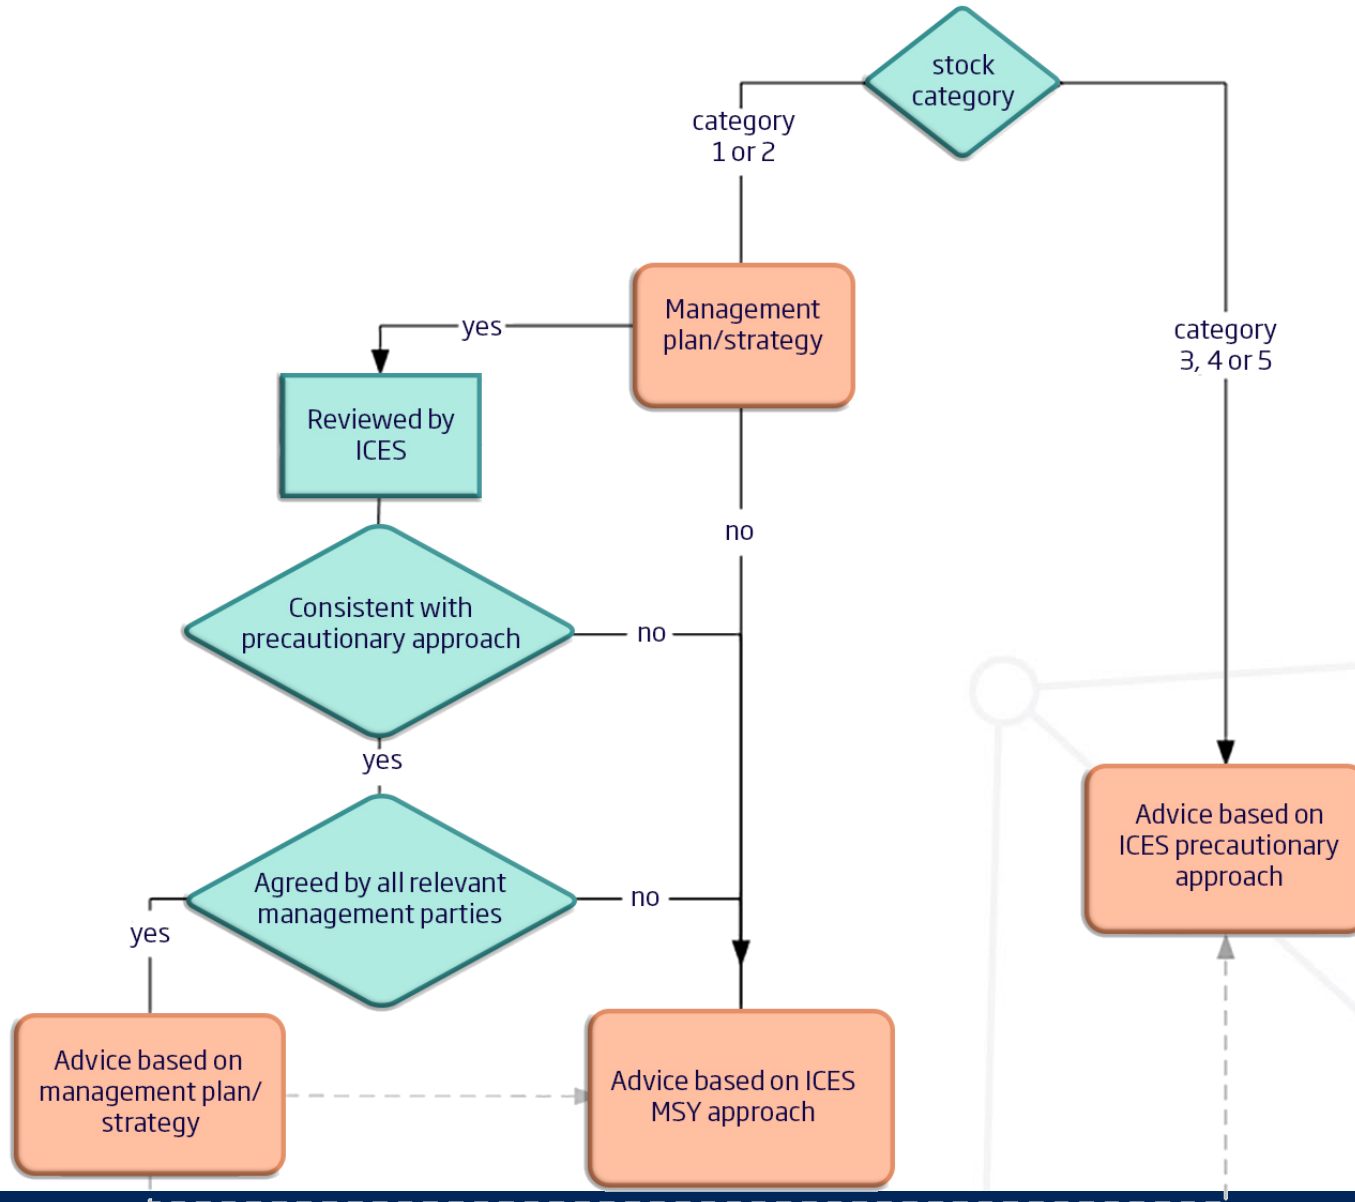 stock
category
category
1 or 2
Management
plan/strategy
yes
category
3, 4 or 5
Reviewed by
ICES
no
Consistent with
precautionary approach
no
yes
Advice based on
ICES precautionary
approach
Agreed by all relevant
management parties
no
yes
Advice based on
management plan/
strategy
Advice based on ICES
MSY approach